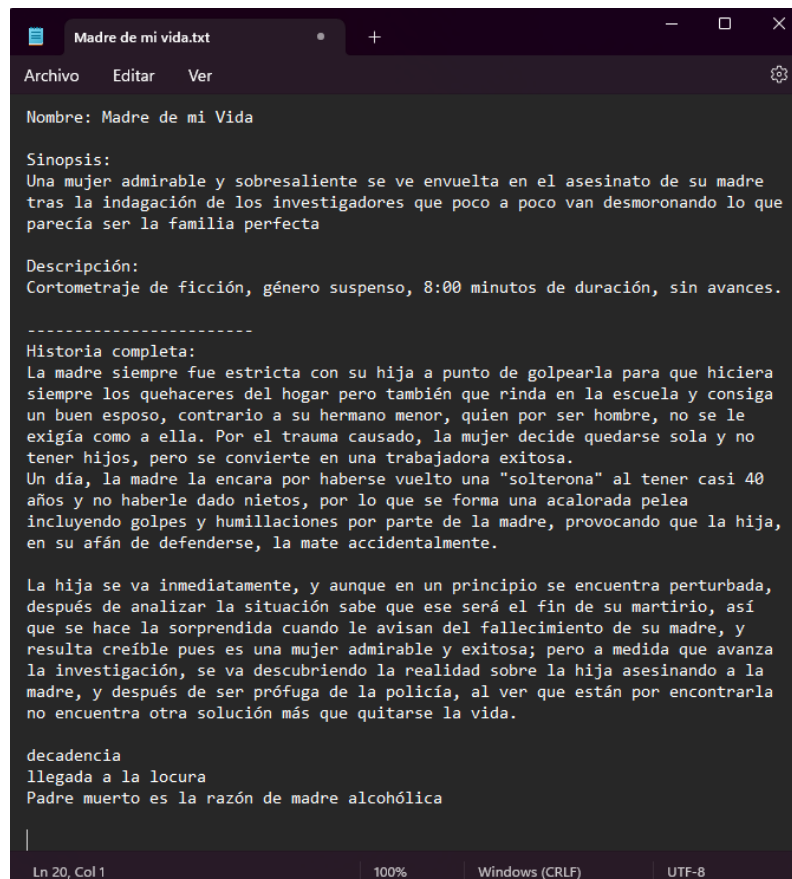 Madre de mi vida.txt
Archivo Editar Ver
Nombre: Madre de mi Vida
Sinopsis:
Una mujer admirable y sobresaliente se ve envuelta en el asesinato de su madre
tras la indagación de los investigadores que poco a poco van desmoronando lo que
parecía ser la familia perfecta
Descripción:
Cortometraje de ficción, género suspenso, 8:00 minutos de duración, sin avances.
------------------------
Historia completa:
La madre siempre fue estricta con su hija a punto de golpearla para que hiciera
siempre los quehaceres del hogar pero también que rinda en la escuela y consiga
un buen esposo, contrario a su hermano menor, quien por ser hombre, no se le
exigía como a ella. Por el trauma causado, la mujer decide quedarse sola y no
tener hijos, pero se convierte en una trabajadora exitosa.
Un día, la madre la encara por haberse vuelto una "solterona" al tener casi 40
años y no haberle dado nietos, por lo que se forma una acalorada pelea
incluyendo golpes y humillaciones por parte de la madre, provocando que la hija,
en su afán de defenderse, la mate accidentalmente.
La hija se va inmediatamente, y aunque en un principio se encuentra perturbada,
después de analizar la situación sabe que ese será el fin de su martirio, así
que se hace la sorprendida cuando le avisan del fallecimiento de su madre, y
resulta creíble pues es una mujer admirable y exitosa; pero a medida que avanza
la investigación, se va descubriendo la realidad sobre la hija asesinando a la
madre, y después de ser prófuga de la policía, al ver que están por encontrarla
no encuentra otra solución más que quitarse la vida.
decadencia
llegada a la locura
Padre muerto es la razón de madre alcohólica
Ln 20, Col 1 100% Windows (CRLF) UTF-8